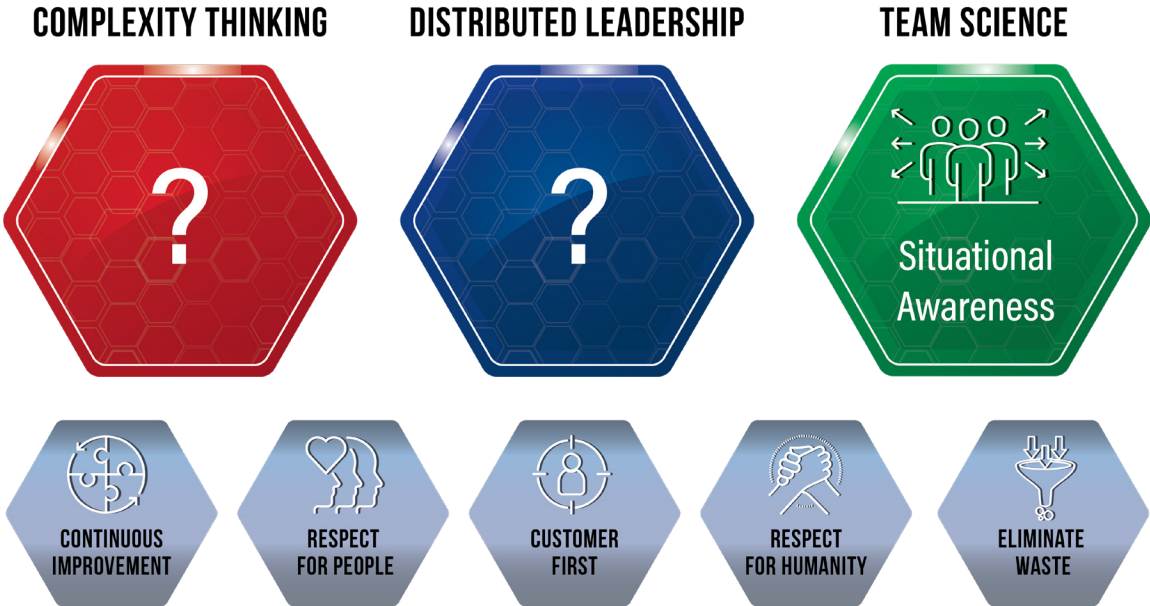 COMPLEXITY THINKING
DISTRIBUTED LEADERSHIP
TEAM SCIENCE
?
?
Situational
Awareness
CONTINUOUS
IMPROVEMENT
RESPECT
FOR PEOPLE
CUSTOMER
FIRST
RESPECT
FOR HUMANITY
ELIMINATE
WASTE